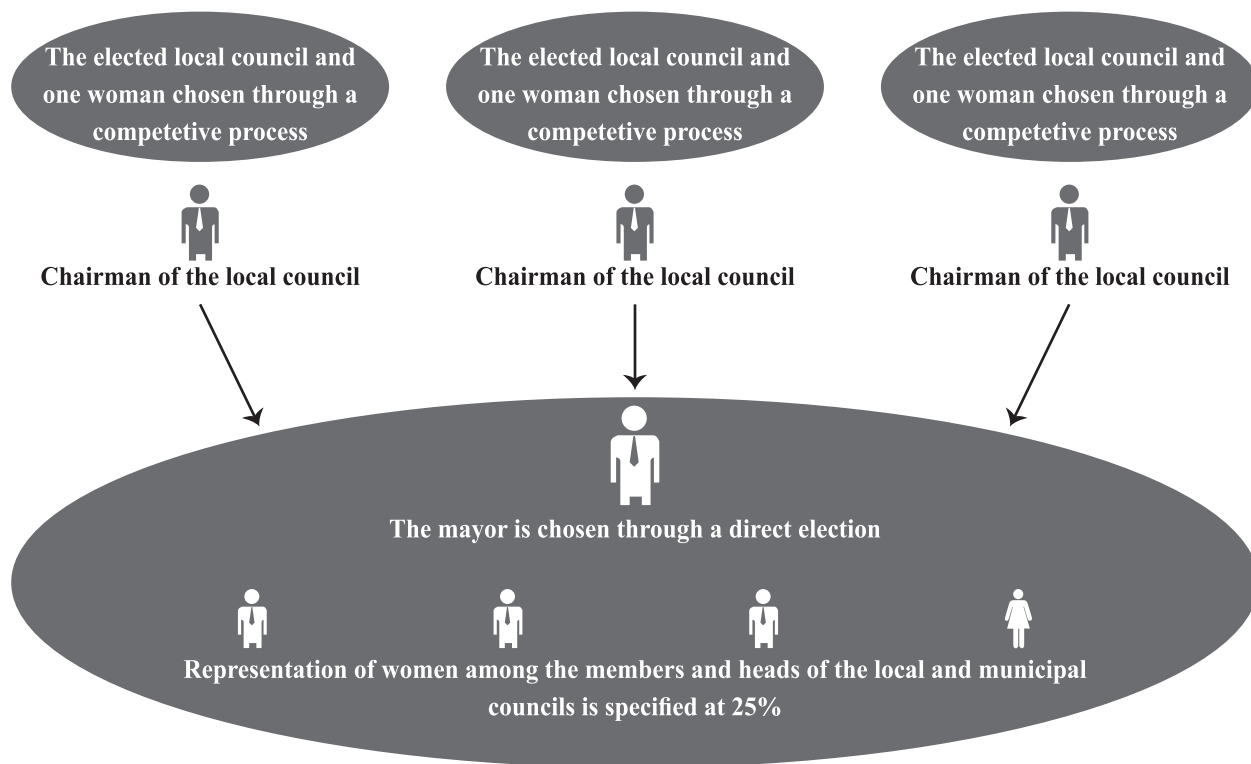 The elected local council and
one woman chosen through a
competetive process
The elected local council and
one woman chosen through a
competetive process
The elected local council and
one woman chosen through a
competetive process
Chairman of the local council
Chairman of the local council
Chairman of the local council
The mayor is chosen through a direct election
Representation of women among the members and heads of the local and municipal
councils is specified at 25%